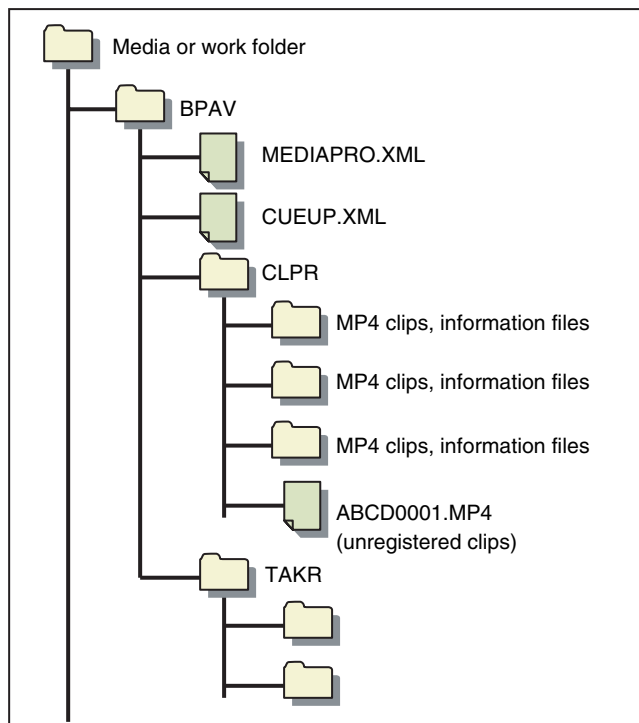 Media or work folder
BPAV
MEDIAPRO.XML
CUEUP.XML
CLPR
MP4 clips, information files
MP4 clips, information files
MP4 clips, information files
ABCD0001.MP4
(unregistered clips)
TAKR